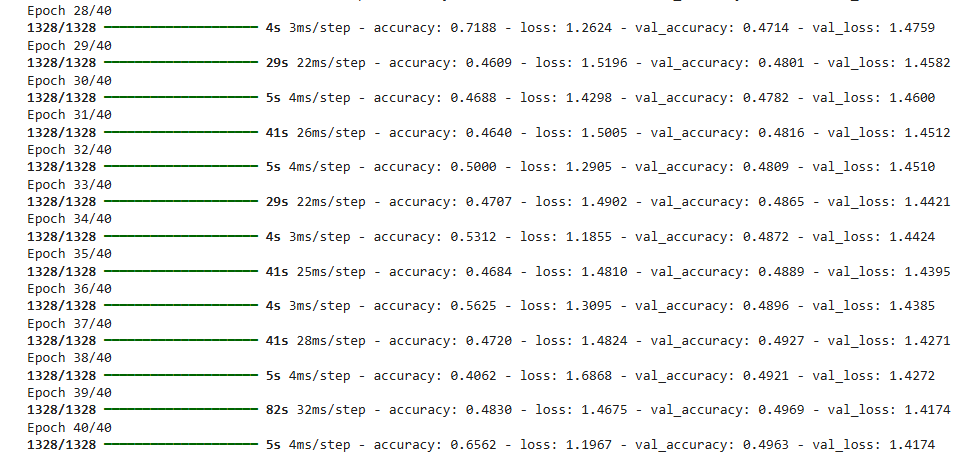 Epoch 28/40
1328/1328 ━━━━━━━━━━━━━━━━━━━━ 4s 3ms/step - accuracy: 0.7188 - loss: 1.2624 - val_accuracy: 0.4714 - val_loss: 1.4759
Epoch 29/40
1328/1328 ━━━━━━━━━━━━━━━━━━━━ 29s 22ms/step - accuracy: 0.4609 - loss: 1.5196 - val_accuracy: 0.4801 - val_loss: 1.4582
Epoch 30/40
1328/1328 ━━━━━━━━━━━━━━━━━━━━ 5s 4ms/step - accuracy: 0.4688 - loss: 1.4298 - val_accuracy: 0.4782 - val_loss: 1.4600
Epoch 31/40
1328/1328 ━━━━━━━━━━━━━━━━━━━━ 41s 26ms/step - accuracy: 0.4640 - loss: 1.5005 - val_accuracy: 0.4816 - val_loss: 1.4512
Epoch 32/40
1328/1328 ━━━━━━━━━━━━━━━━━━━━ 5s 4ms/step - accuracy: 0.5000 - loss: 1.2905 - val_accuracy: 0.4809 - val_loss: 1.4510
Epoch 33/40
1328/1328 ━━━━━━━━━━━━━━━━━━━━ 29s 22ms/step - accuracy: 0.4707 - loss: 1.4902 - val_accuracy: 0.4865 - val_loss: 1.4421
Epoch 34/40
1328/1328 ━━━━━━━━━━━━━━━━━━━━ 4s 3ms/step - accuracy: 0.5312 - loss: 1.1855 - val_accuracy: 0.4872 - val_loss: 1.4424
Epoch 35/40
1328/1328 ━━━━━━━━━━━━━━━━━━━━ 41s 25ms/step - accuracy: 0.4684 - loss: 1.4810 - val_accuracy: 0.4889 - val_loss: 1.4395
Epoch 36/40
1328/1328 ━━━━━━━━━━━━━━━━━━━━ 4s 3ms/step - accuracy: 0.5625 - loss: 1.3095 - val_accuracy: 0.4896 - val_loss: 1.4385
Epoch 37/40
1328/1328 ━━━━━━━━━━━━━━━━━━━━ 41s 28ms/step - accuracy: 0.4720 - loss: 1.4824 - val_accuracy: 0.4927 - val_loss: 1.4271
Epoch 38/40
1328/1328 ━━━━━━━━━━━━━━━━━━━━ 5s 4ms/step - accuracy: 0.4062 - loss: 1.6868 - val_accuracy: 0.4921 - val_loss: 1.4272
Epoch 39/40
1328/1328 ━━━━━━━━━━━━━━━━━━━━ 82s 32ms/step - accuracy: 0.4830 - loss: 1.4675 - val_accuracy: 0.4969 - val_loss: 1.4174
Epoch 40/40
1328/1328 ━━━━━━━━━━━━━━━━━━━━ 5s 4ms/step - accuracy: 0.6562 - loss: 1.1967 - val_accuracy: 0.4963 - val_loss: 1.4174